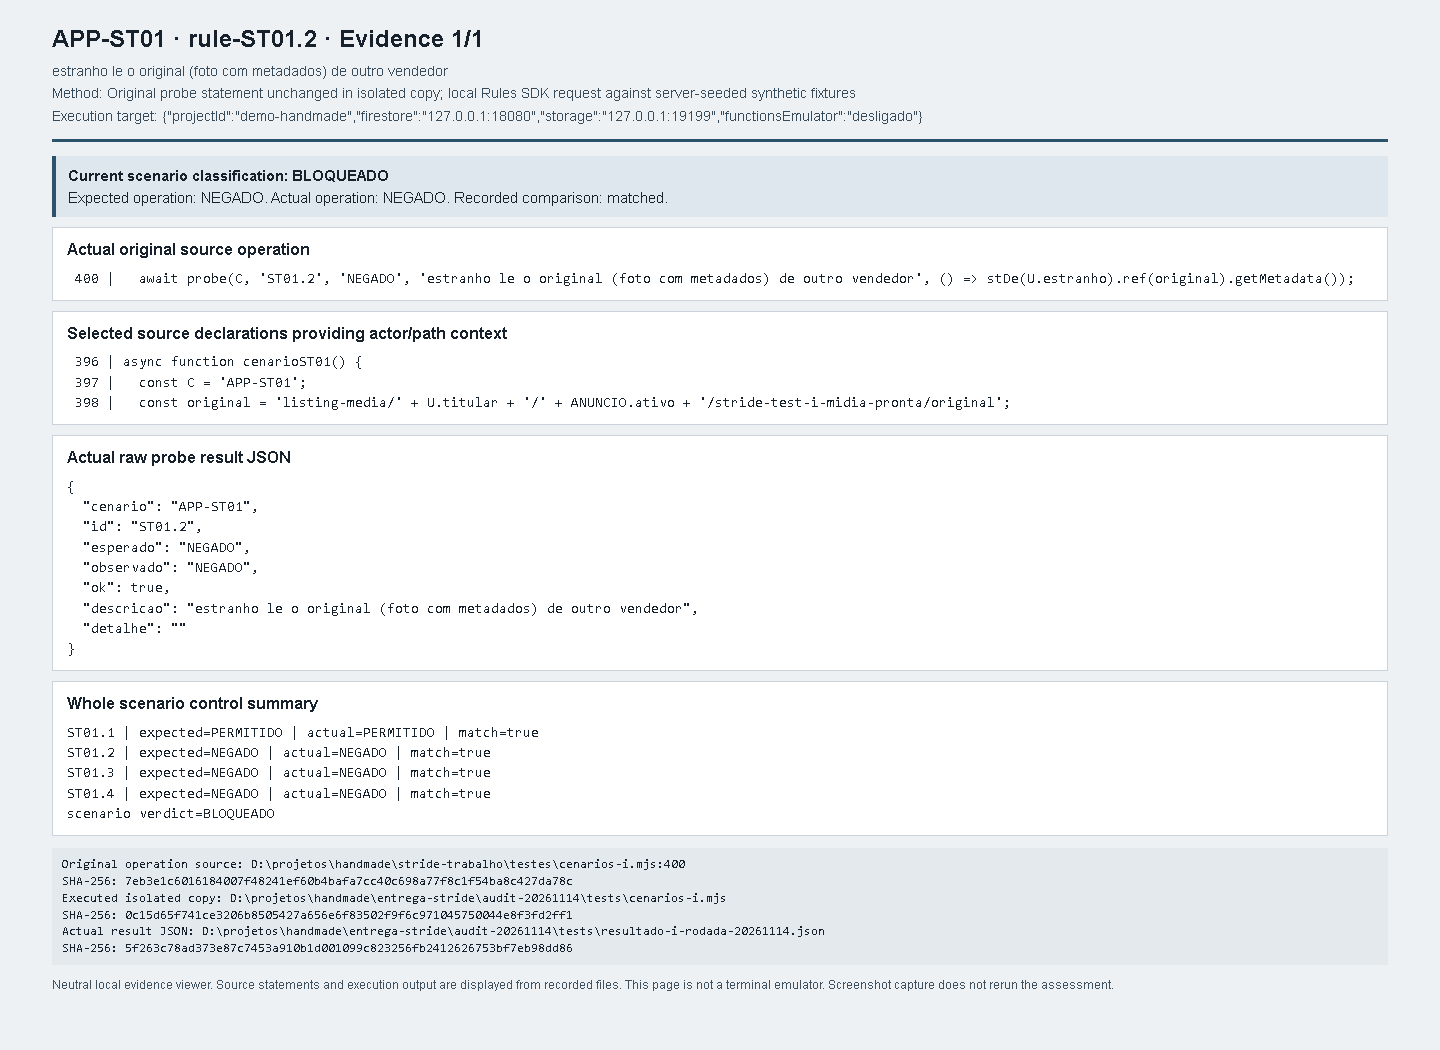 APP-ST01 · rule-ST01.2 · Evidence 1/1
estranho le o original (foto com metadados) de outro vendedor
Method: Original probe statement unchanged in isolated copy; local Rules SDK request against server-seeded synthetic fixtures
Execution target: {"projectId":"demo-handmade","firestore":"127.0.0.1:18080","storage":"127.0.0.1:19199","functionsEmulator":"desligado"}
Current scenario classification: BLOQUEADO
Expected operation: NEGADO. Actual operation: NEGADO. Recorded comparison: matched.
Actual original source operation
400 |   await probe(C, 'ST01.2', 'NEGADO', 'estranho le o original (foto com metadados) de outro vendedor', () => stDe(U.estranho).ref(original).getMetadata());
Selected source declarations providing actor/path context
396 | async function cenarioST01() {
397 |   const C = 'APP-ST01';
398 |   const original = 'listing-media/' + U.titular + '/' + ANUNCIO.ativo + '/stride-test-i-midia-pronta/original';
Actual raw probe result JSON
{
  "cenario": "APP-ST01",
  "id": "ST01.2",
  "esperado": "NEGADO",
  "observado": "NEGADO",
  "ok": true,
  "descricao": "estranho le o original (foto com metadados) de outro vendedor",
  "detalhe": ""
}
Whole scenario control summary
ST01.1 | expected=PERMITIDO | actual=PERMITIDO | match=true
ST01.2 | expected=NEGADO | actual=NEGADO | match=true
ST01.3 | expected=NEGADO | actual=NEGADO | match=true
ST01.4 | expected=NEGADO | actual=NEGADO | match=true
scenario verdict=BLOQUEADO
Original operation source: D:\projetos\handmade\stride-trabalho\testes\cenarios-i.mjs:400
SHA-256: 7eb3e1c6016184007f48241ef60b4bafa7cc40c698a77f8c1f54ba8c427da78c
Executed isolated copy: D:\projetos\handmade\entrega-stride\audit-20261114\tests\cenarios-i.mjs
SHA-256: 0c15d65f741ce3206b8505427a656e6f83502f9f6c971045750044e8f3fd2ff1
Actual result JSON: D:\projetos\handmade\entrega-stride\audit-20261114\tests\resultado-i-rodada-20261114.json
SHA-256: 5f263c78ad373e87c7453a910b1d001099c823256fb2412626753bf7eb98dd86
Neutral local evidence viewer. Source statements and execution output are displayed from recorded files. This page is not a terminal emulator. Screenshot capture does not rerun the assessment.